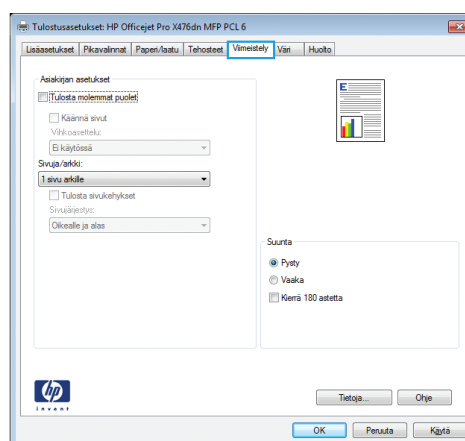 Tulostusasetukset: HP Officejet Pro X476dn MFP PCL 6
Lisäasetukset Pikavalinnat Paperi/laatu Tehosteet Viimeistely Väri Huolto
Asiakirjan asetukset
Tulosta molemmat puolet
Käännä sivut
Vihkoasettelu:
Ei käytössä
Sivuja/arkki:
1 sivu arkille
Tulosta sivukehykset
Sivujärjestys:
Oikealle ja alas
E
Suunta
Pysty
Vaaka
Kierrä 180 astetta
hp
invent
Tietoja... Ohje
OK Peruuta Käytä